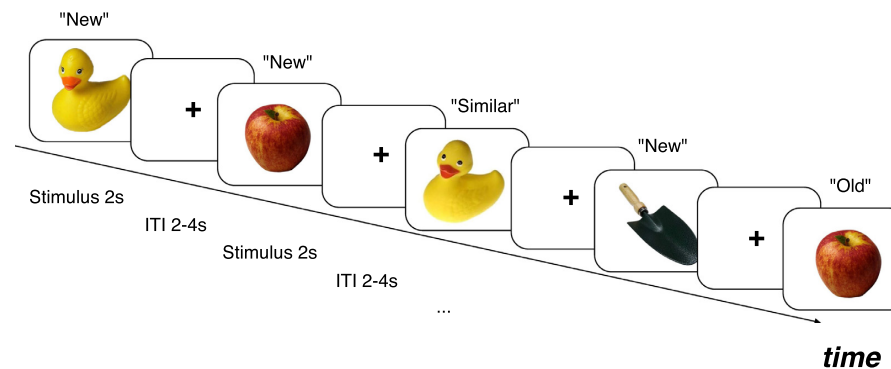 "New"
"New"
"Similar"
"New"
"Old"
+
+
+
+
Stimulus 2s
ITI 2-4s
Stimulus 2s
ITI 2-4s
...
time